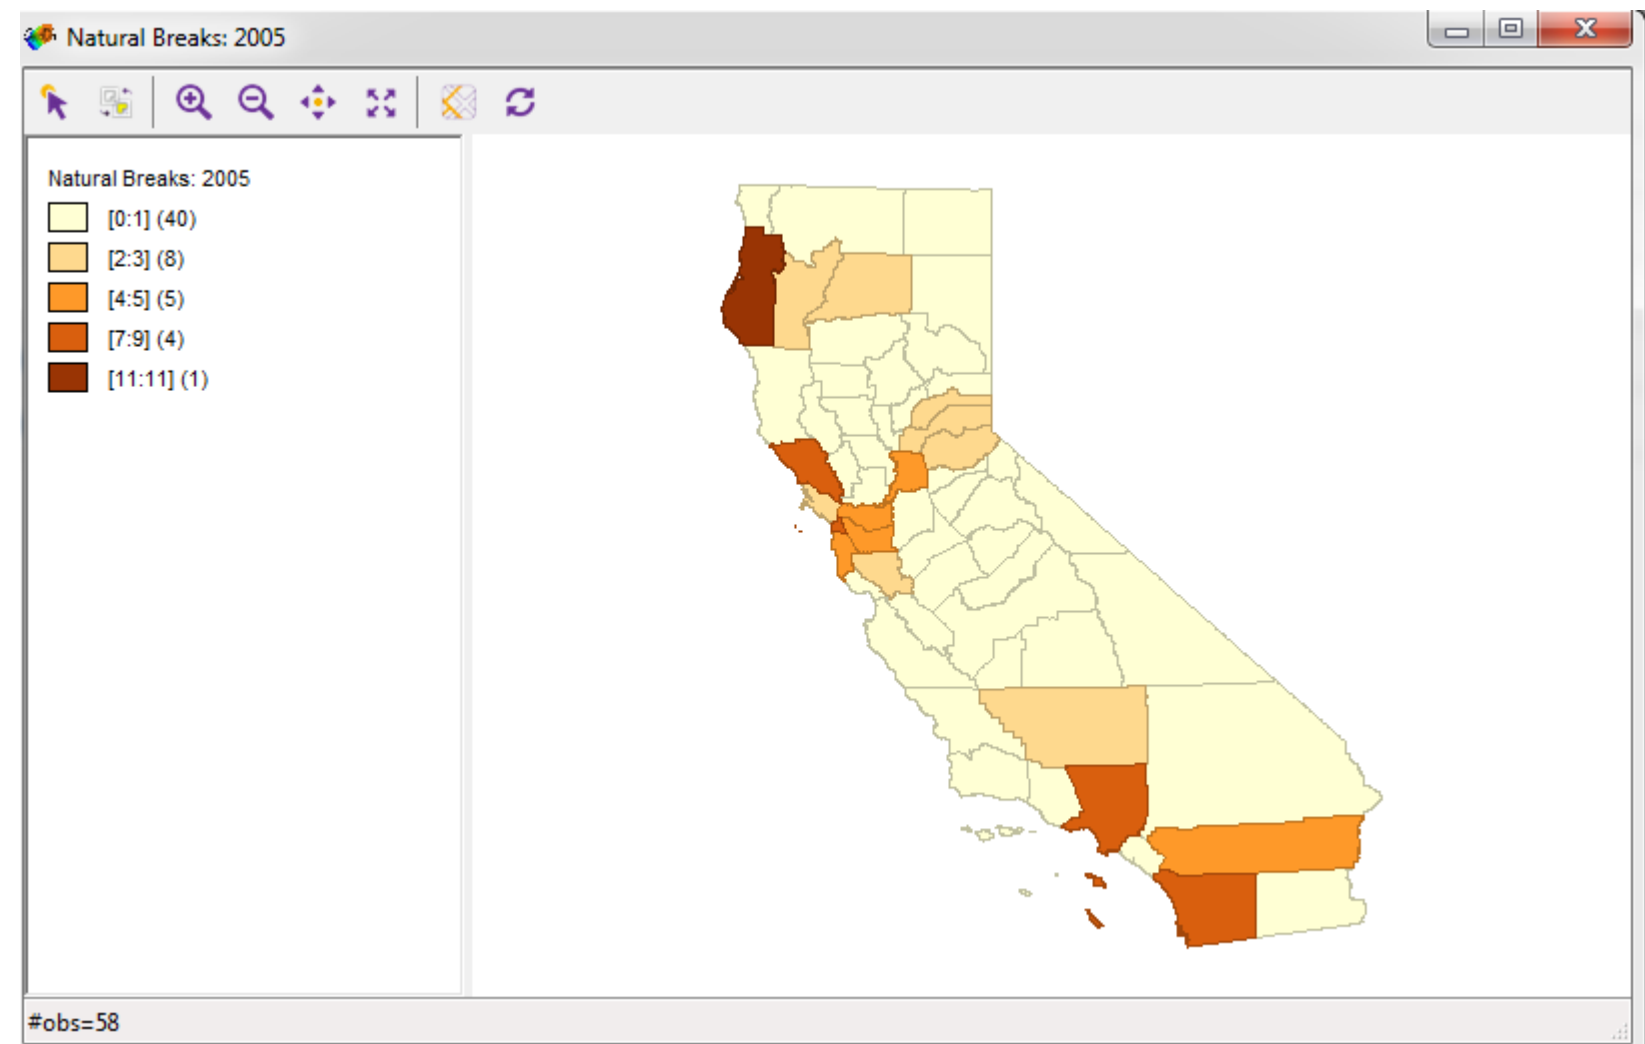 Natural Breaks: 2005
Natural Breaks: 2005
[0:1] (40)
[2:3] (8)
[4:5] (5)
[7:9] (4)
[11:11] (1)
#obs=58